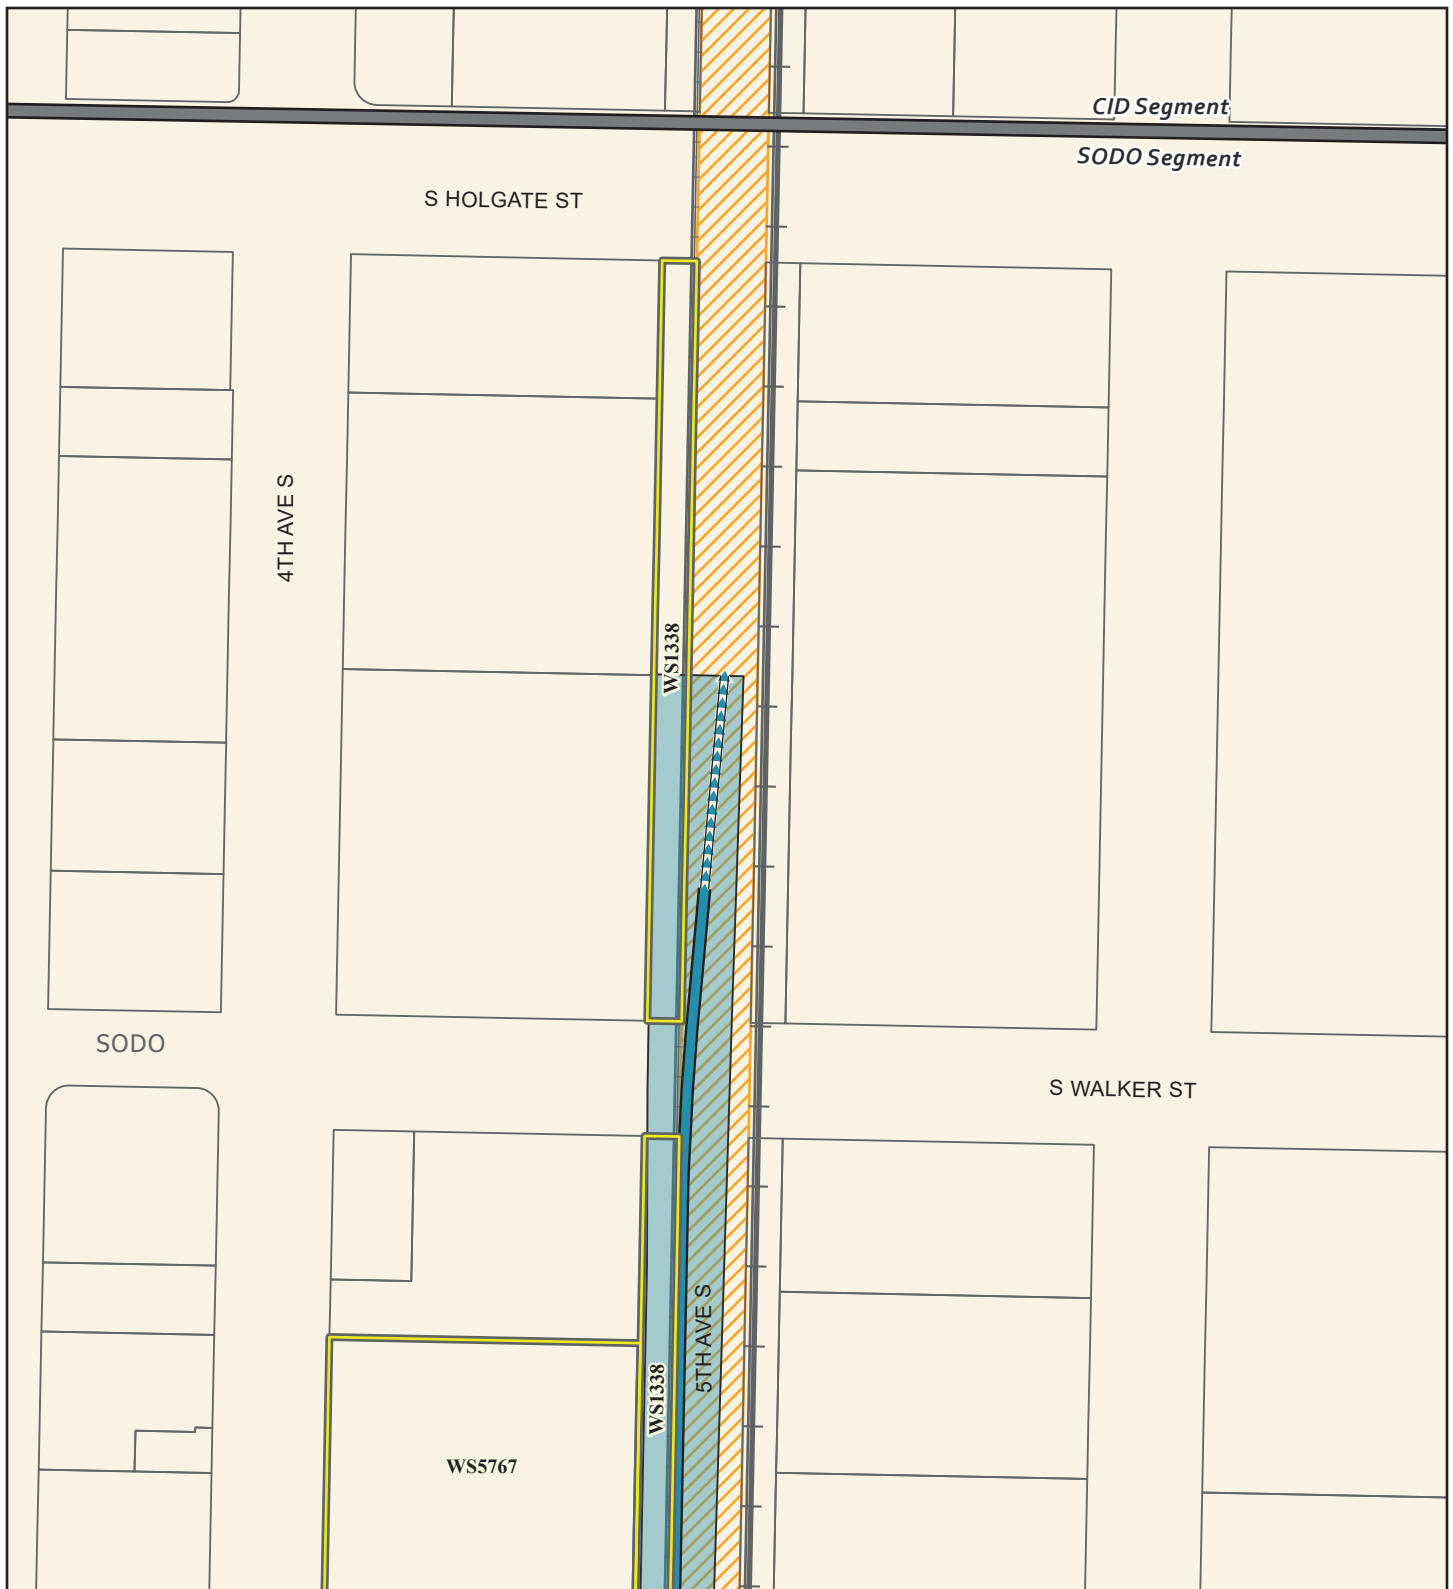 CID Segment
SODO Segment
S HOLGATE ST
4TH AVE S
WS1338
SODO
S WALKER ST
5TH AVE S
WS1338
WS5767